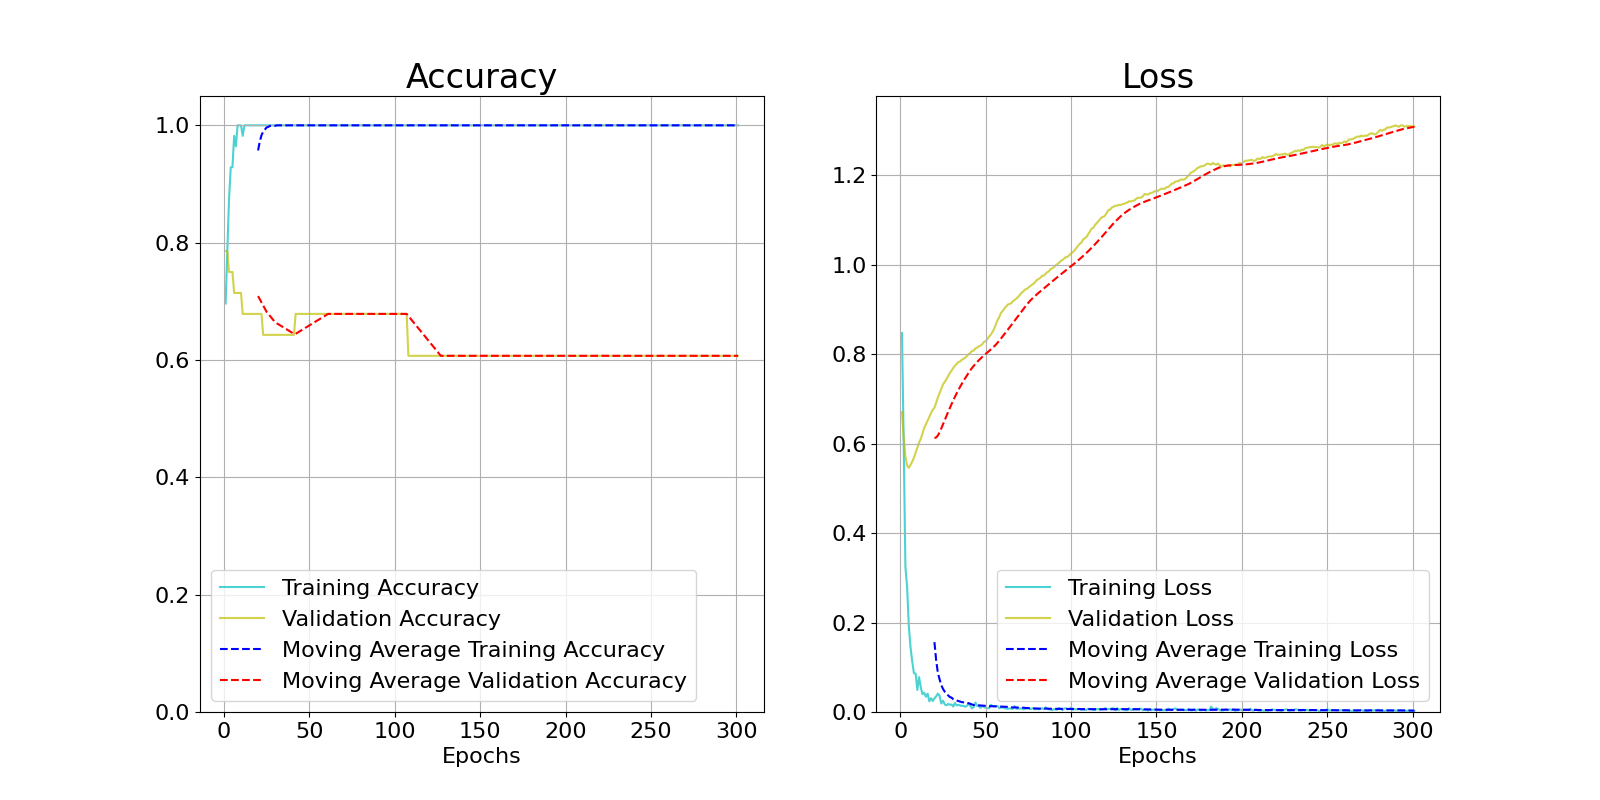 Accuracy
1.0
0.8
0.6
0.4
0.2
0.0
Training Accuracy
Validation Accuracy
Moving Average Training Accuracy
Moving Average Validation Accuracy
0 50 100 150 200 250 300
Epochs
Loss
1.2
1.0
0.8
0.6
0.4
0.2
0.0
Training Loss
Validation Loss
Moving Average Training Loss
Moving Average Validation Loss
0 50 100 150 200 250 300
Epochs